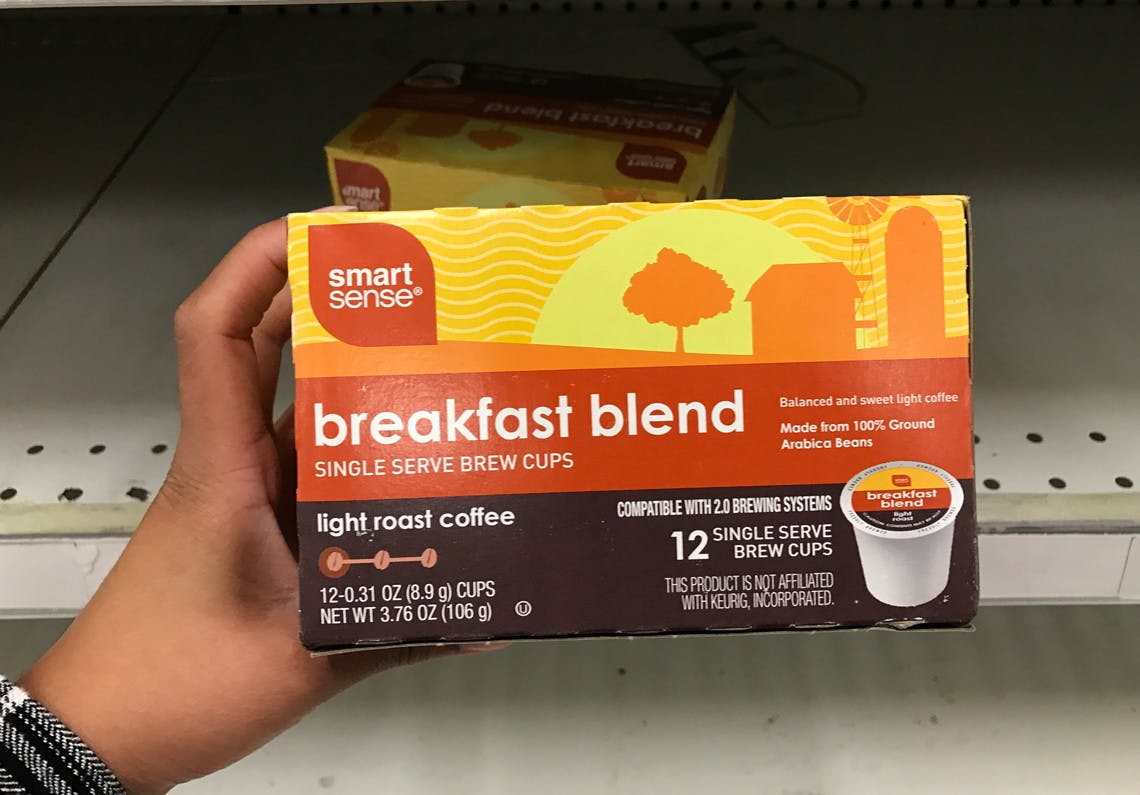 breakfast blend
smart
smart
sense®
breakfast blend
SINGLE SERVE BREW CUPS
Balanced and sweet light coffee
Made from 100% Ground
Arabica Beans
light roast coffee
12-0.31 OZ (8.9 g) CUPS
NET WT 3.76 OZ (106 g)
U
COMPATIBLE WITH 2.0 BREWING SYSTEMS
12 SINGLE SERVE
BREW CUPS
THIS PRODUCT IS NOT AFFILIATED
WITH KEURIG, INCORPORATED.
breakfast
blend
light
roast